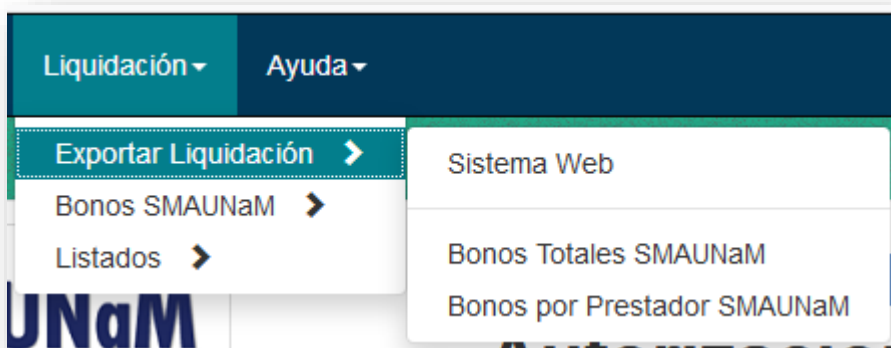 Liquidación Ayuda
Exportar Liquidación
Sistema Web
Bonos SMAUNaM
Listados
Bonos Totales SMAUNaM
Bonos por Prestador SMAUNaM
UNaM